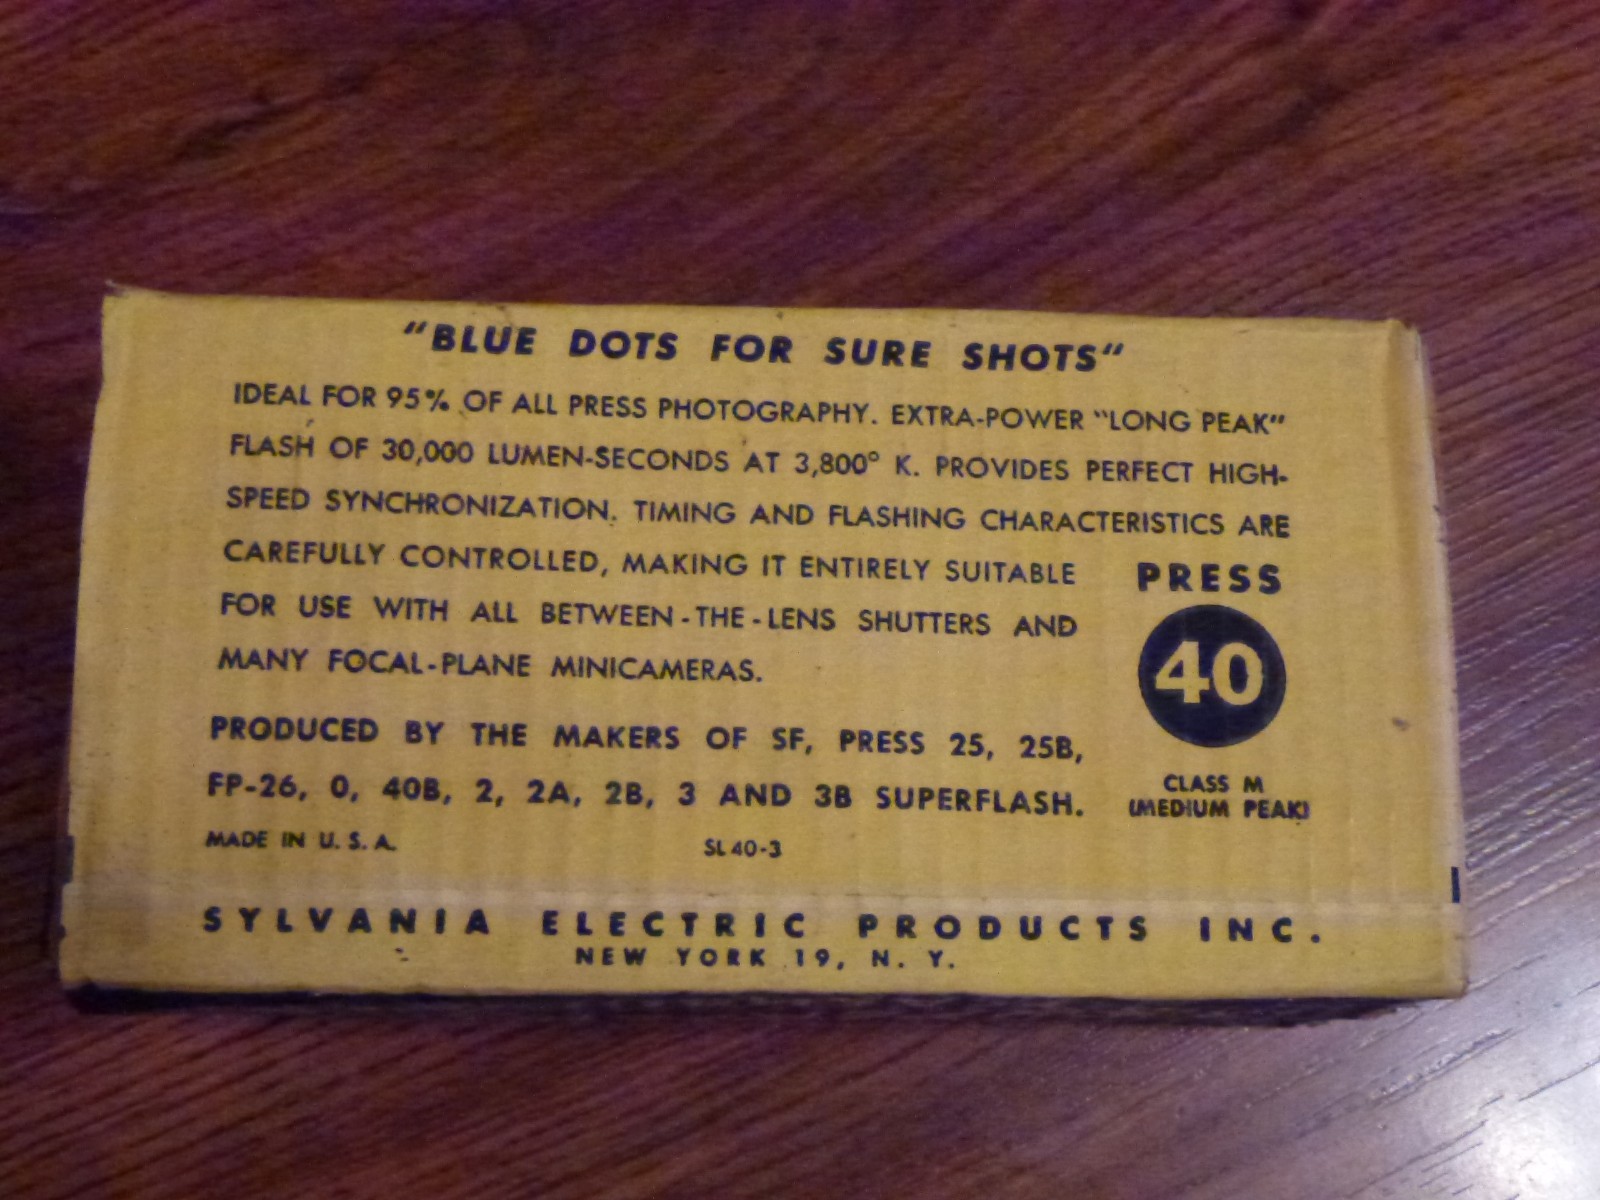 "BLUE DOTS FOR SURE SHOTS"
IDEAL FOR 95% OF ALL PRESS PHOTOGRAPHY. EXTRA-POWER "LONG PEAK"
FLASH OF 30,000 LUMEN-SECONDS AT 3,800° K. PROVIDES PERFECT HIGH-
SPEED SYNCHRONIZATION. TIMING AND FLASHING CHARACTERISTICS ARE
CAREFULLY CONTROLLED, MAKING IT ENTIRELY SUITABLE
FOR USE WITH ALL BETWEEN-THE-LENS SHUTTERS AND
MANY FOCAL-PLANE MINICAMERAS.
PRESS
40
CLASS M
(MEDIUM PEAK)
PRODUCED BY THE MAKERS OF SF, PRESS 25, 25B,
FP-26, 0, 40B, 2, 2A, 2B, 3 AND 3B SUPERFLASH.
MADE IN U.S.A. SL 40-3
SYLVANIA ELECTRIC PRODUCTS INC.
NEW YORK 19, N. Y.